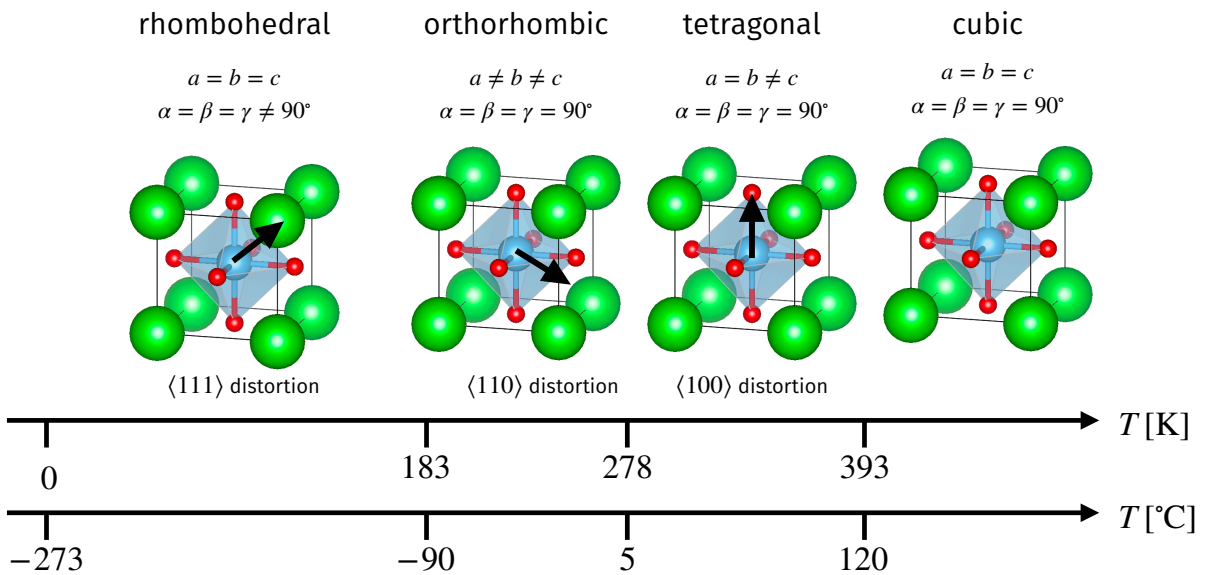 rhombohedral orthorhombic tetragonal cubic
a = b = c a ≠ b ≠ c a = b ≠ c a = b = c
α = β = γ ≠ 90° α = β = γ = 90° α = β = γ = 90° α = β = γ = 90°
⟨111⟩ distortion ⟨110⟩ distortion ⟨100⟩ distortion
T [K]
0 183 278 393
T [°C]
−273 −90 5 120